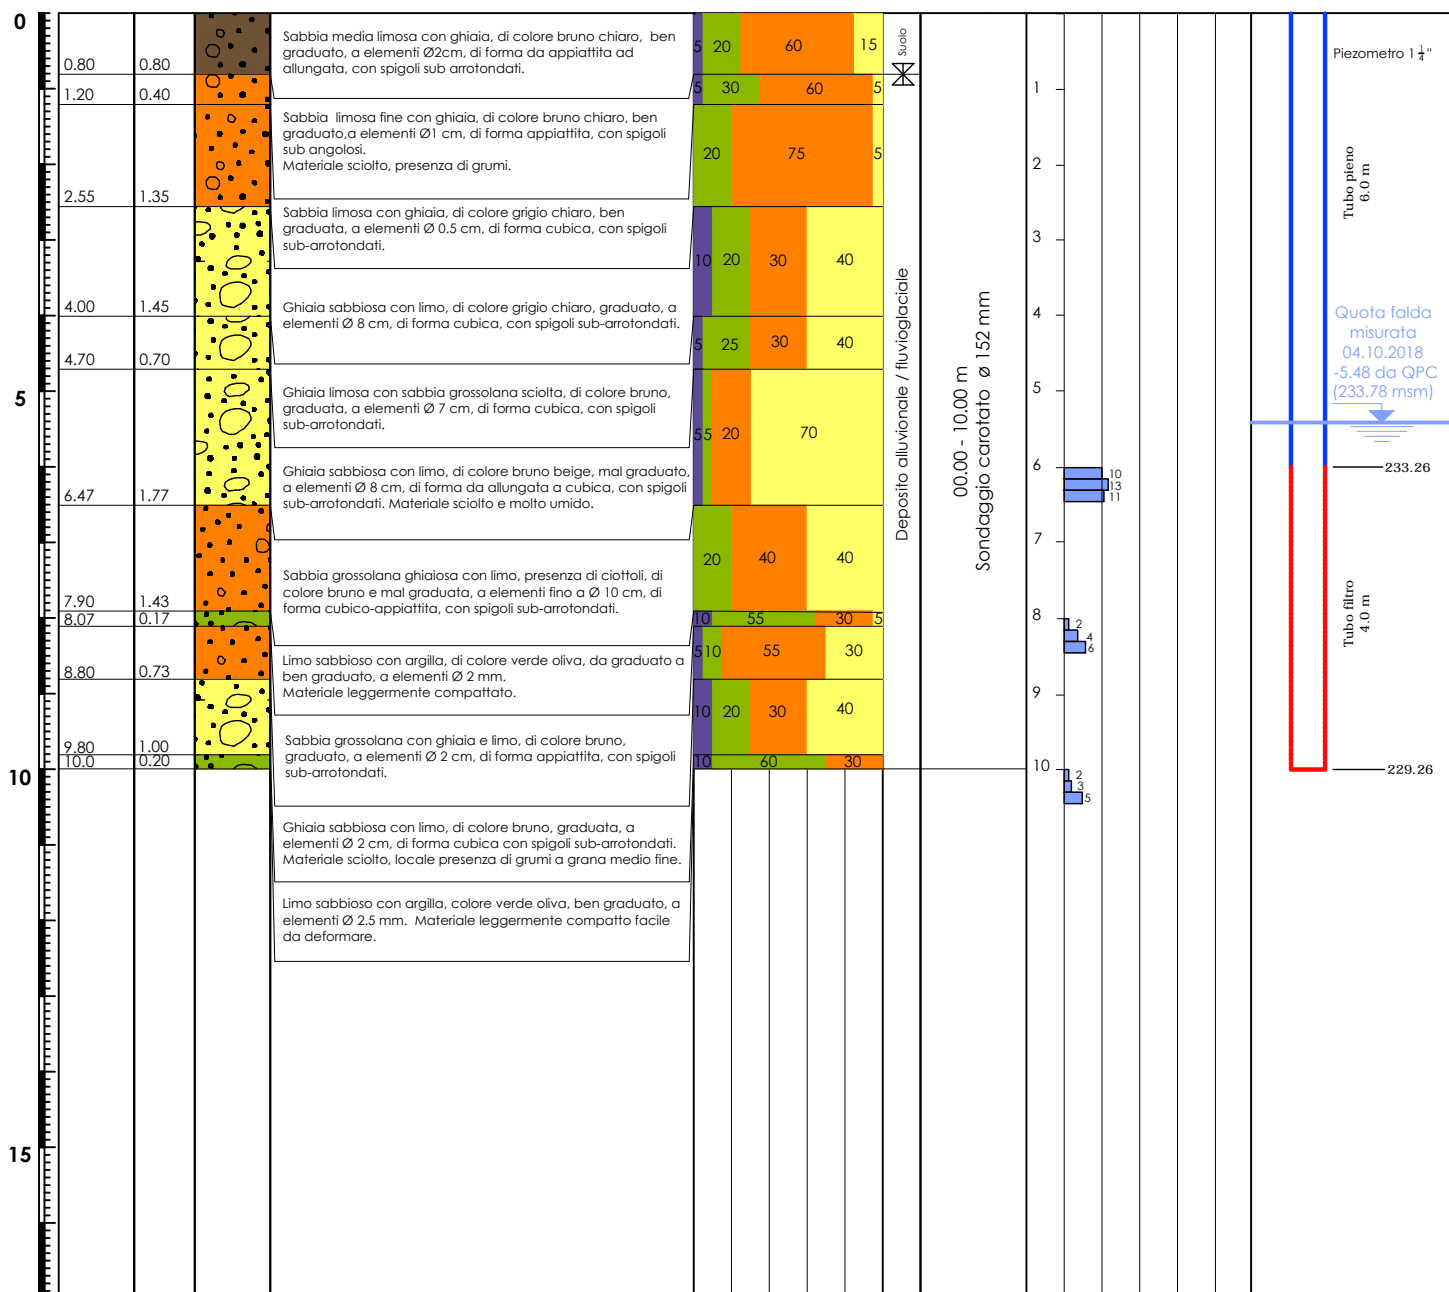 0
5
10
15
0.80 0.80
1.20 0.40
2.55 1.35
4.00 1.45
4.70 0.70
6.47 1.77
7.90 1.43
8.07 0.17
8.80 0.73
9.80 1.00
10.0 0.20
Sabbia media limosa con ghiaia, di colore bruno chiaro, ben
graduato, a elementi Ø2cm, di forma da appiattita ad
allungata, con spigoli sub arrotondati.
Sabbia limosa fine con ghiaia, di colore bruno chiaro, ben
graduato,a elementi Ø1 cm, di forma appiattita, con spigoli
sub angolosi.
Materiale sciolto, presenza di grumi.
Sabbia limosa con ghiaia, di colore grigio chiaro, ben
graduata, a elementi Ø 0.5 cm, di forma cubica, con spigoli
sub-arrotondati.
Ghiaia sabbiosa con limo, di colore grigio chiaro, graduato, a
elementi Ø 8 cm, di forma cubica, con spigoli sub-arrotondati.
Ghiaia limosa con sabbia grossolana sciolta, di colore bruno,
graduata, a elementi Ø 7 cm, di forma cubica, con spigoli
sub-arrotondati.
Ghiaia sabbiosa con limo, di colore bruno beige, mal graduato,
a elementi Ø 8 cm, di forma da allungata a cubica, con spigoli
sub-arrotondati. Materiale sciolto e molto umido.
Sabbia grossolana ghiaiosa con limo, presenza di ciottoli, di
colore bruno e mal graduata, a elementi fino a Ø 10 cm, di
forma cubico-appiattita, con spigoli sub-arrotondati.
Limo sabbioso con argilla, di colore verde oliva, da graduato a
ben graduato, a elementi Ø 2 mm.
Materiale leggermente compattato.
Sabbia grossolana con ghiaia e limo, di colore bruno,
graduato, a elementi Ø 2 cm, di forma appiattita, con spigoli
sub-arrotondati.
Ghiaia sabbiosa con limo, di colore bruno, graduata, a
elementi Ø 2 cm, di forma cubica con spigoli sub-arrotondati.
Materiale sciolto, locale presenza di grumi a grana medio fine.
Limo sabbioso con argilla, colore verde oliva, ben graduato, a
elementi Ø 2.5 mm. Materiale leggermente compatto facile
da deformare.
5 20 60 15
5 30 60 5
20 75 5
10 20 30 40
5 25 30 40
5 5 20 70
20 40 40
10 55 30 5
5 10 55 30
10 20 30 40
10 60 30
Suolo
Deposito alluvionale / fluvioglaciale
00.00 - 10.00 m
Sondaggio carotato ø 152 mm
1
2
3
4
5
6
7
8
9
10
10
13
11
2
4
6
2
3
5
Piezometro 1 1/4"
Tubo pieno
6.0 m
Quota falda
misurata
04.10.2018
-5.48 da QPC
(233.78 msm)
233.26
Tubo filtro
4.0 m
229.26